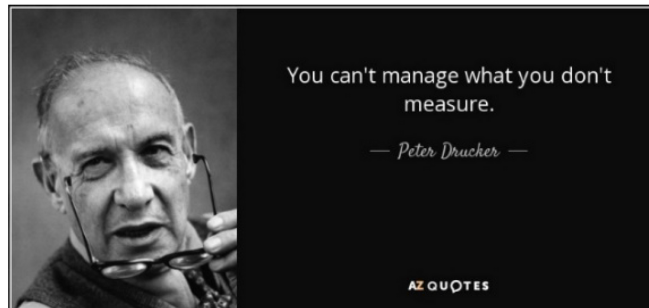 You can't manage what you don't
measure.
— Peter Drucker —
AZ QUOTES